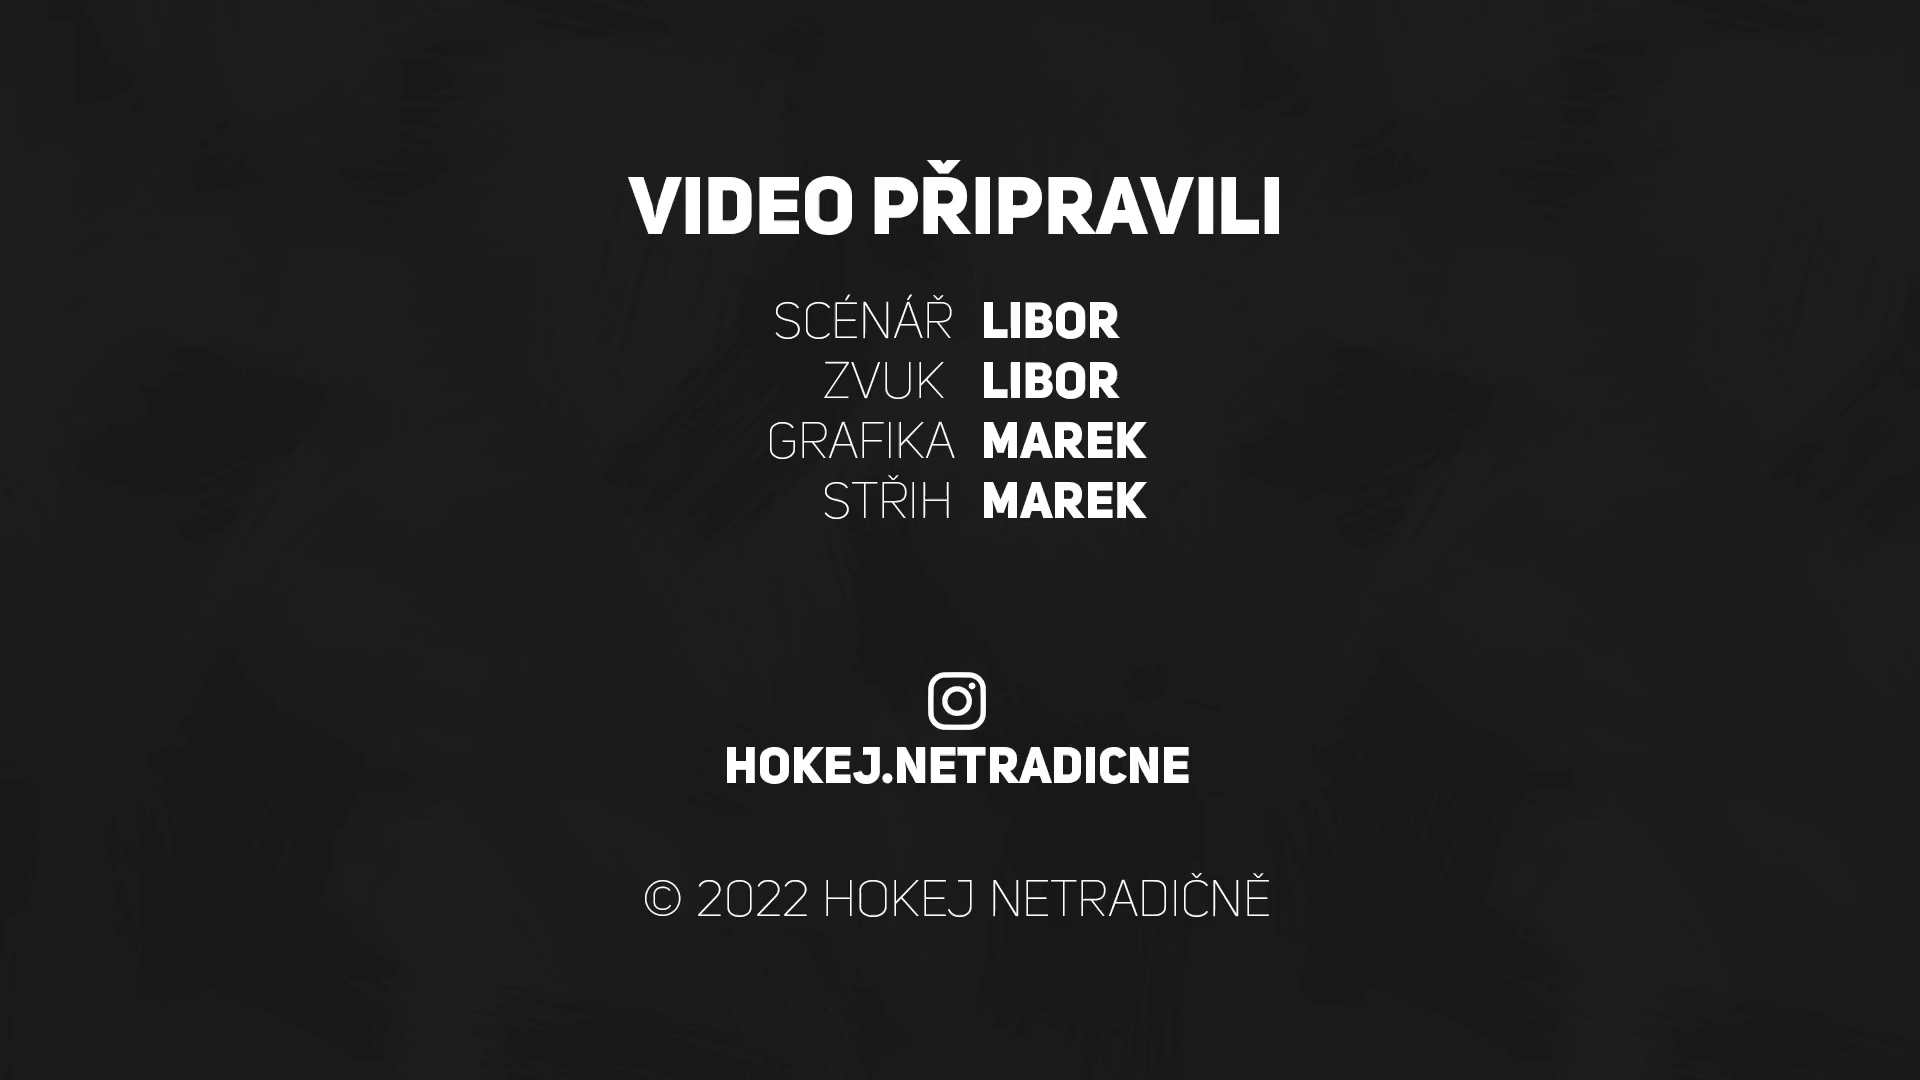 VIDEO PŘIPRAVILI
SCÉNÁŘ LIBOR
ZVUK LIBOR
GRAFIKA MAREK
STŘIH MAREK
HOKEJ.NETRADICNE
© 2022 HOKEJ NETRADIČNĚ